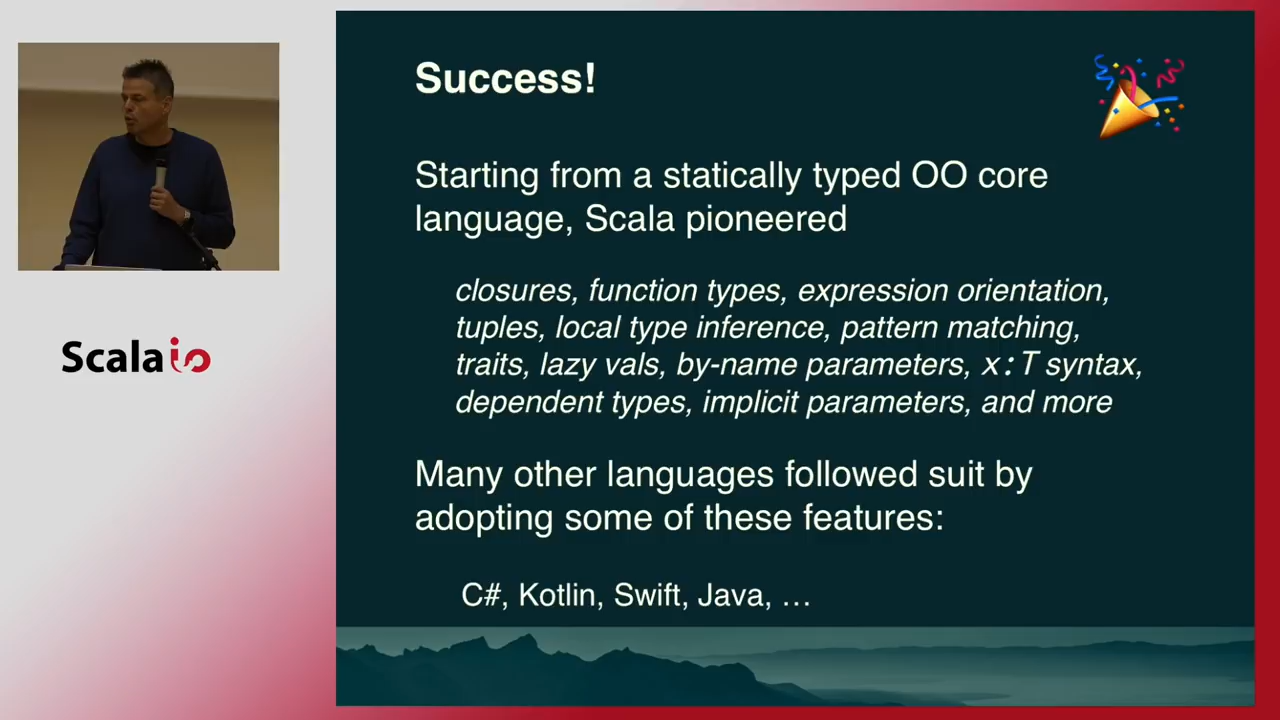 Success!
Starting from a statically typed OO core
language, Scala pioneered
closures, function types, expression orientation,
tuples, local type inference, pattern matching,
traits, lazy vals, by-name parameters, x:T syntax,
dependent types, implicit parameters, and more
Many other languages followed suit by
adopting some of these features:
C#, Kotlin, Swift, Java, …
Scala io